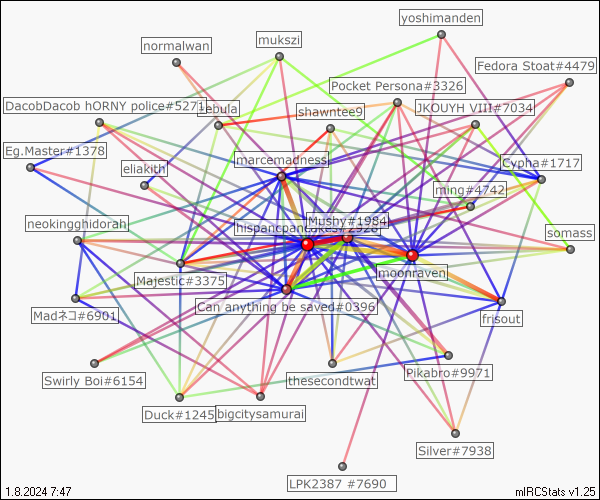 yoshimanden
normalwan
mukszi
Fedora Stoat#4479
Pocket Persona#3326
DacobDacob hORNY police#5271
ebula
shawntee9
JKOUYH VIII#7034
Eg.Master#1378
eliakith
marcemadness
Cypha#1717
ming#4742
neokingghidorah
Mushy#1984
somass
Majestic#3375
moonraven
Madネコ#6901
Can anything be saved#0396
frisout
Swirly Boi#6154
thesecondtwat
Pikabro#9971
Duck#1245
bigcitysamurai
Silver#7938
LPK2387 #7690
1.8.2024 7:47
mIRCStats v1.25